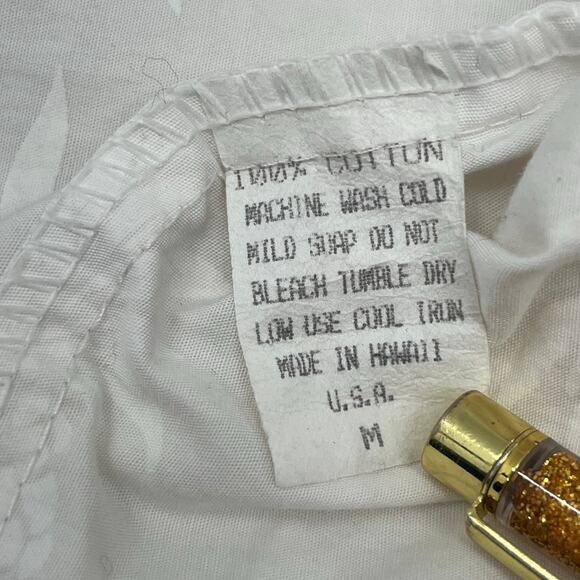 100% COTTON
MACHINE WASH COLD
MILD SOAP DO NOT
BLEACH TUMBLE DRY
LOW USE COOL IRON
MADE IN HAWAII
U.S.A.
M